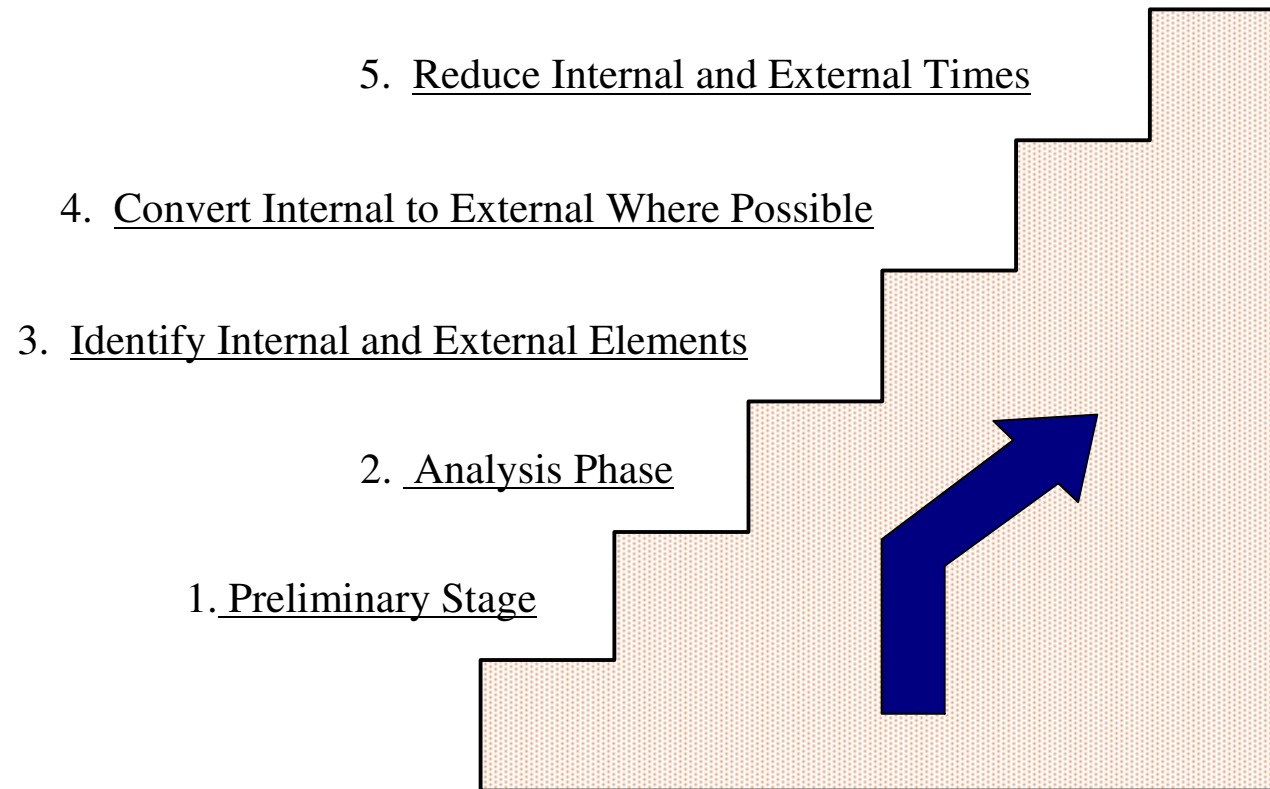 5. Reduce Internal and External Times
4. Convert Internal to External Where Possible
3. Identify Internal and External Elements
2. Analysis Phase
1. Preliminary Stage